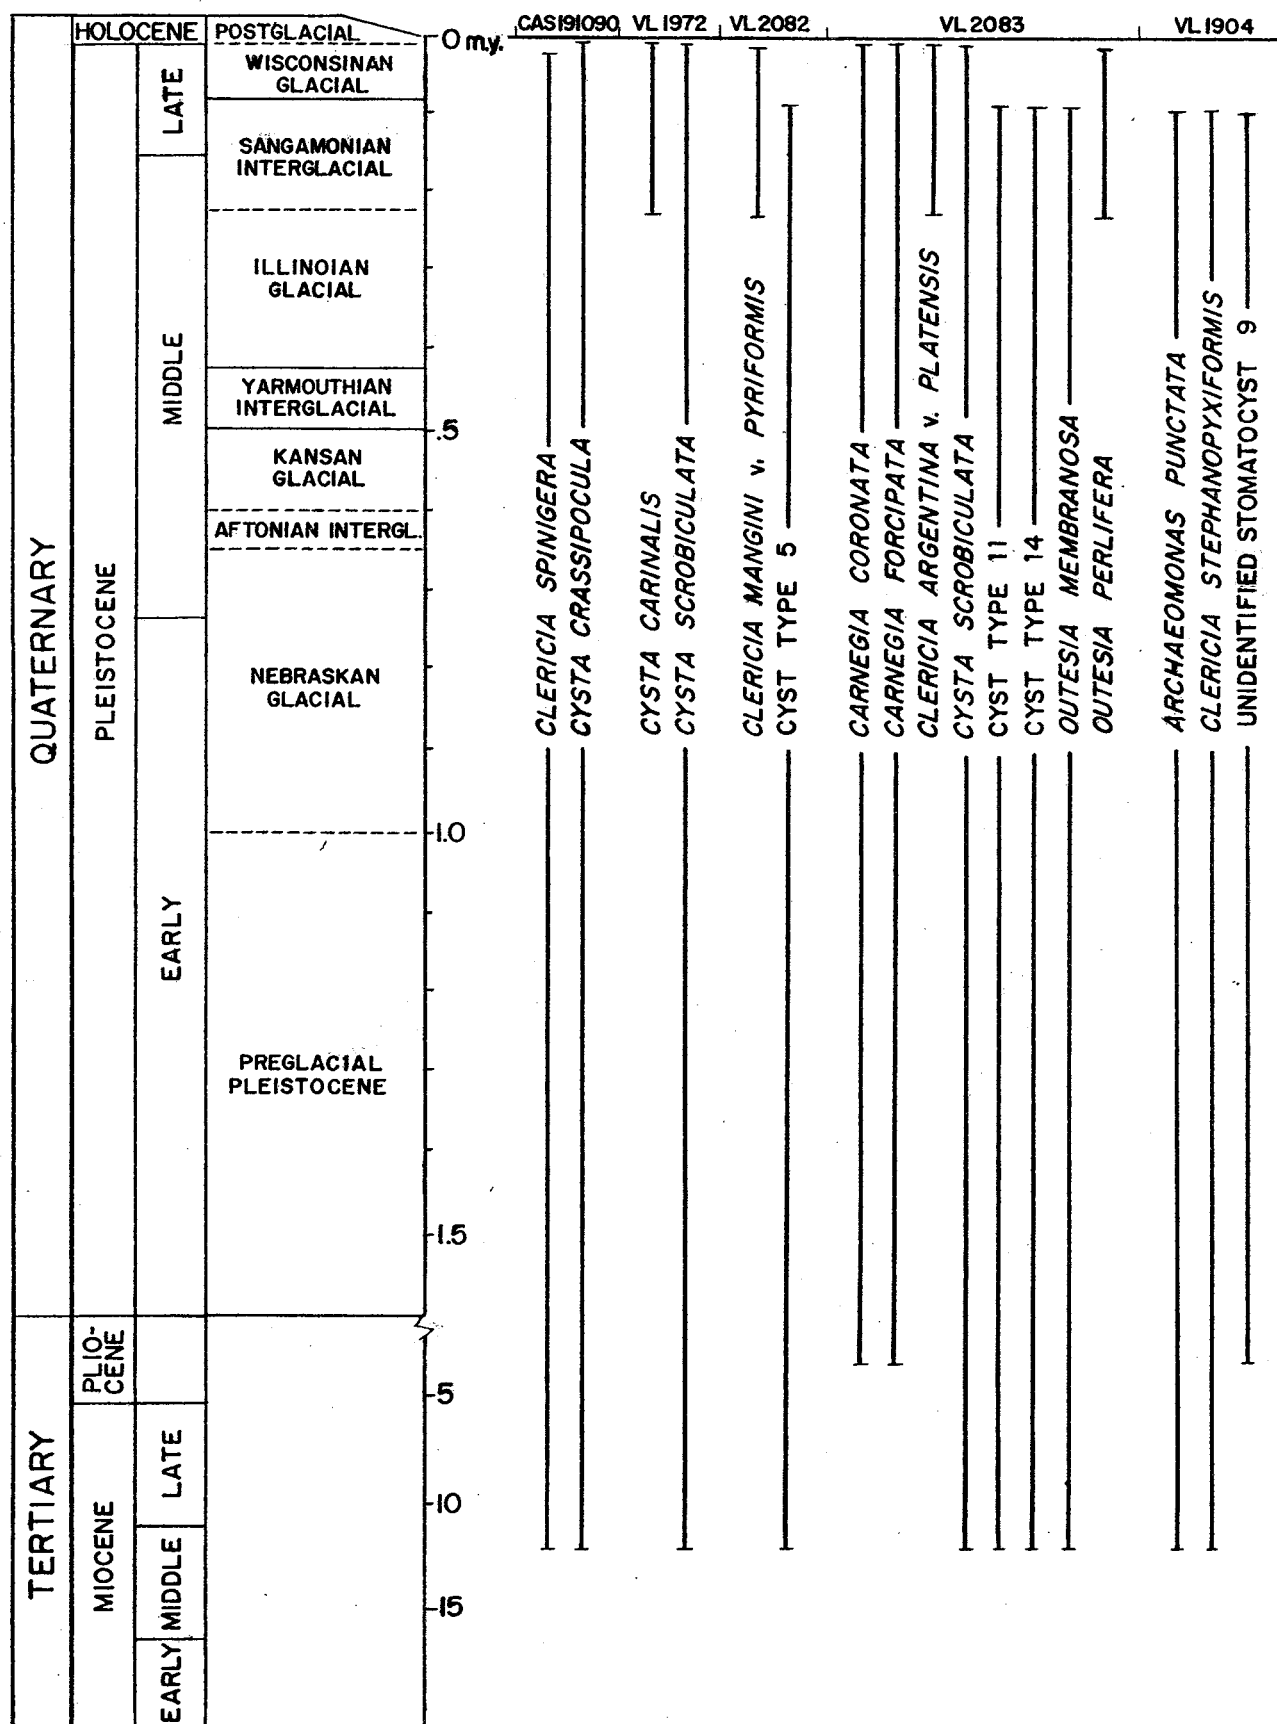 CAS191090 VL 1972 VL 2082 VL 2083 VL 1904
HOLOCENE
POSTGLACIAL
0 m.y.
WISCONSINAN
GLACIAL
LATE
SANGAMONIAN
INTERGLACIAL
ILLINOIAN
GLACIAL
MIDDLE
YARMOUTHIAN
INTERGLACIAL
.5
KANSAN
GLACIAL
AFTONIAN INTERGL.
QUATERNARY
PLEISTOCENE
NEBRASKAN
GLACIAL
1.0
EARLY
PREGLACIAL
PLEISTOCENE
1.5
PLIO-
CENE
5
TERTIARY
MIOCENE
LATE
10
MIDDLE
15
EARLY
CLERICIA SPINIGERA
CYSTA CRASSIPOCULA
CYSTA CARINALIS
CYSTA SCROBICULATA
CLERICIA MANGINI v. PYRIFORMIS
CYST TYPE 5
CARNEGIA CORONATA
CARNEGIA FORCIPATA
CLERICIA ARGENTINA v. PLATENSIS
CYSTA SCROBICULATA
CYST TYPE 11
CYST TYPE 14
OUTESIA MEMBRANOSA
OUTESIA PERLIFERA
ARCHAEOMONAS PUNCTATA
CLERICIA STEPHANOPYXIFORMIS
UNIDENTIFIED STOMATOCYST 9